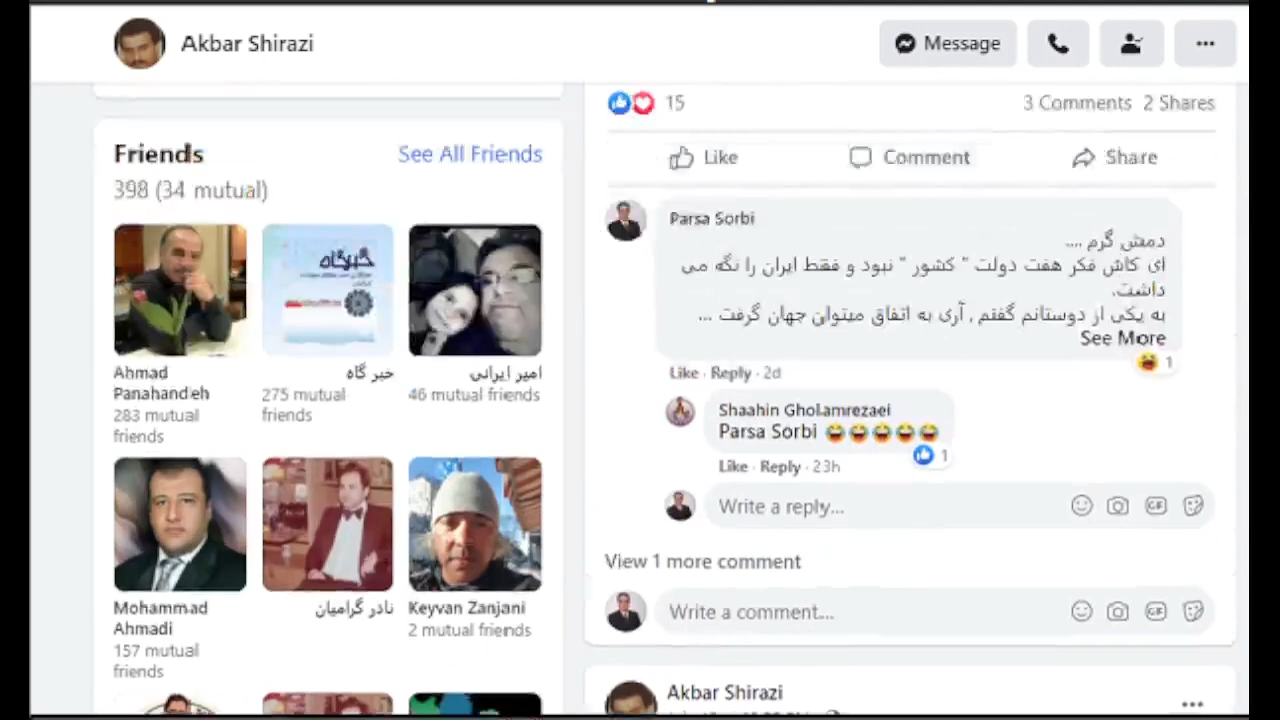 Akbar Shirazi
Message
Friends
See All Friends
398 (34 mutual)
خبرگاه
Ahmad
Panahandeh
283 mutual
friends
خبر گاه
275 mutual
friends
امیر ایرانی
46 mutual friends
Mohammad
Ahmadi
157 mutual
friends
نادر گرامیان
Keyvan Zanjani
2 mutual friends
15
3 Comments 2 Shares
Like
Comment
Share
Parsa Sorbi
دمش گرم ....
ای کاش فکر هفت دولت " کشور " نبود و فقط ایران را نگه می
داشت.
به یکی از دوستانم گفتم , آری به اتفاق میتوان جهان گرفت ...
See More
1
Like · Reply · 2d
Shaahin Gholamrezaei
Parsa Sorbi 😂😂😂😂😂
1
Like · Reply · 23h
Write a reply...
GIF
View 1 more comment
Write a comment...
GIF
Akbar Shirazi